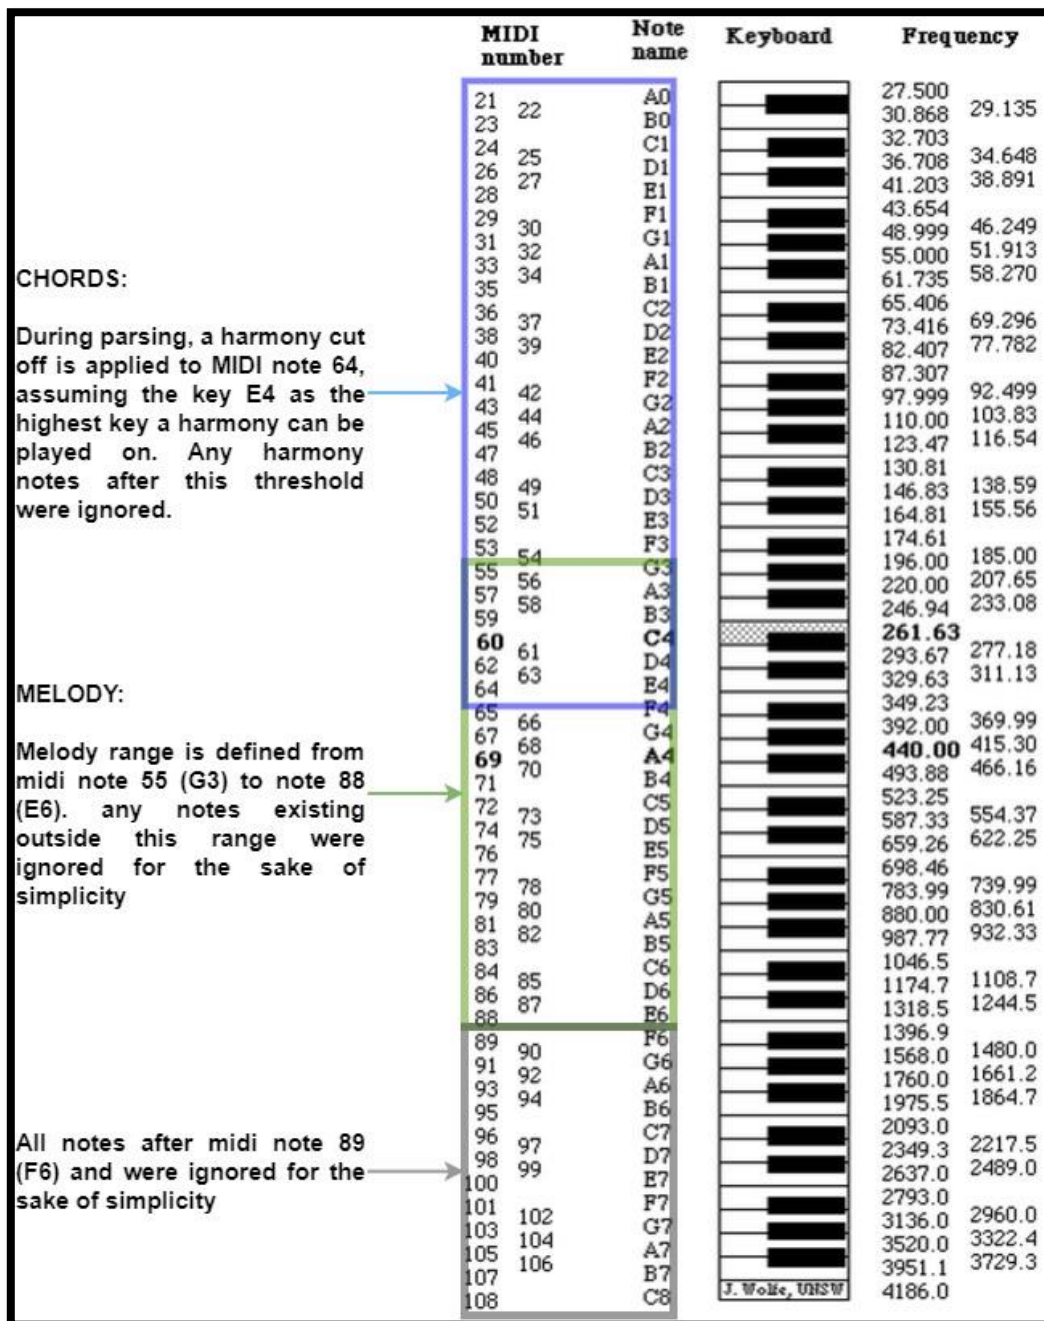 MIDI number Note name Keyboard Frequency
21 A0 27.500
22 29.135
23 B0 30.868
24 C1 32.703
25 34.648
26 D1 36.708
27 38.891
28 E1 41.203
29 F1 43.654
30 46.249
31 G1 48.999
32 51.913
33 A1 55.000
34 58.270
35 B1 61.735
36 C2 65.406
37 69.296
38 D2 73.416
39 77.782
40 E2 82.407
41 F2 87.307
42 92.499
43 G2 97.999
44 103.83
45 A2 110.00
46 116.54
47 B2 123.47
48 C3 130.81
49 138.59
50 D3 146.83
51 155.56
52 E3 164.81
53 F3 174.61
54 185.00
55 G3 196.00
56 207.65
57 A3 220.00
58 233.08
59 B3 246.94
60 C4 261.63
61 277.18
62 D4 293.67
63 311.13
64 E4 329.63
65 F4 349.23
66 369.99
67 G4 392.00
68 415.30
69 A4 440.00
70 466.16
71 B4 493.88
72 C5 523.25
73 554.37
74 D5 587.33
75 622.25
76 E5 659.26
77 F5 698.46
78 739.99
79 G5 783.99
80 830.61
81 A5 880.00
82 932.33
83 B5 987.77
84 C6 1046.5
85 1108.7
86 D6 1174.7
87 1244.5
88 E6 1318.5
89 F6 1396.9
90 1480.0
91 G6 1568.0
92 1661.2
93 A6 1760.0
94 1864.7
95 B6 1975.5
96 C7 2093.0
97 2217.5
98 D7 2349.3
99 2489.0
100 E7 2637.0
101 F7 2793.0
102 2960.0
103 G7 3136.0
104 3322.4
105 A7 3520.0
106 3729.3
107 B7 3951.1
108 C8 4186.0
J. Wolfe, UNSW
CHORDS:
During parsing, a harmony cut
off is applied to MIDI note 64,
assuming the key E4 as the
highest key a harmony can be
played on. Any harmony
notes after this threshold
were ignored.
MELODY:
Melody range is defined from
midi note 55 (G3) to note 88
(E6). any notes existing
outside this range were
ignored for the sake of
simplicity
All notes after midi note 89
(F6) and were ignored for the
sake of simplicity